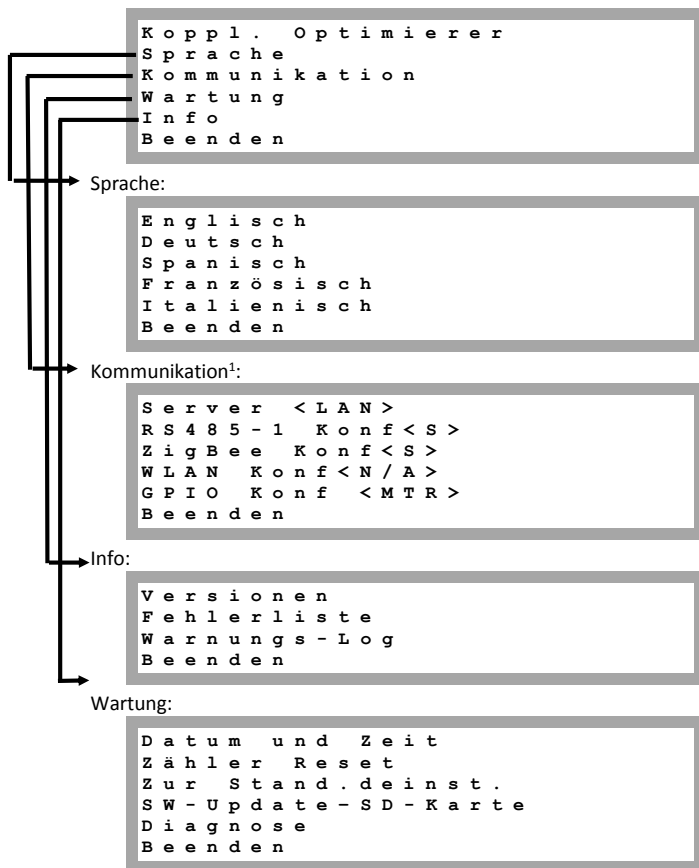 Koppl. Optimierer
Sprache
Kommunikation
Wartung
Info
Beenden
Sprache:
Englisch
Deutsch
Spanisch
Französisch
Italienisch
Beenden
Kommunikation¹:
Server <LAN>
RS485-1 Konf<S>
ZigBee Konf<S>
WLAN Konf<N/A>
GPIO Konf <MTR>
Beenden
Info:
Versionen
Fehlerliste
Warnungs-Log
Beenden
Wartung:
Datum und Zeit
Zähler Reset
Zur Stand.deinst.
SW-Update-SD-Karte
Diagnose
Beenden